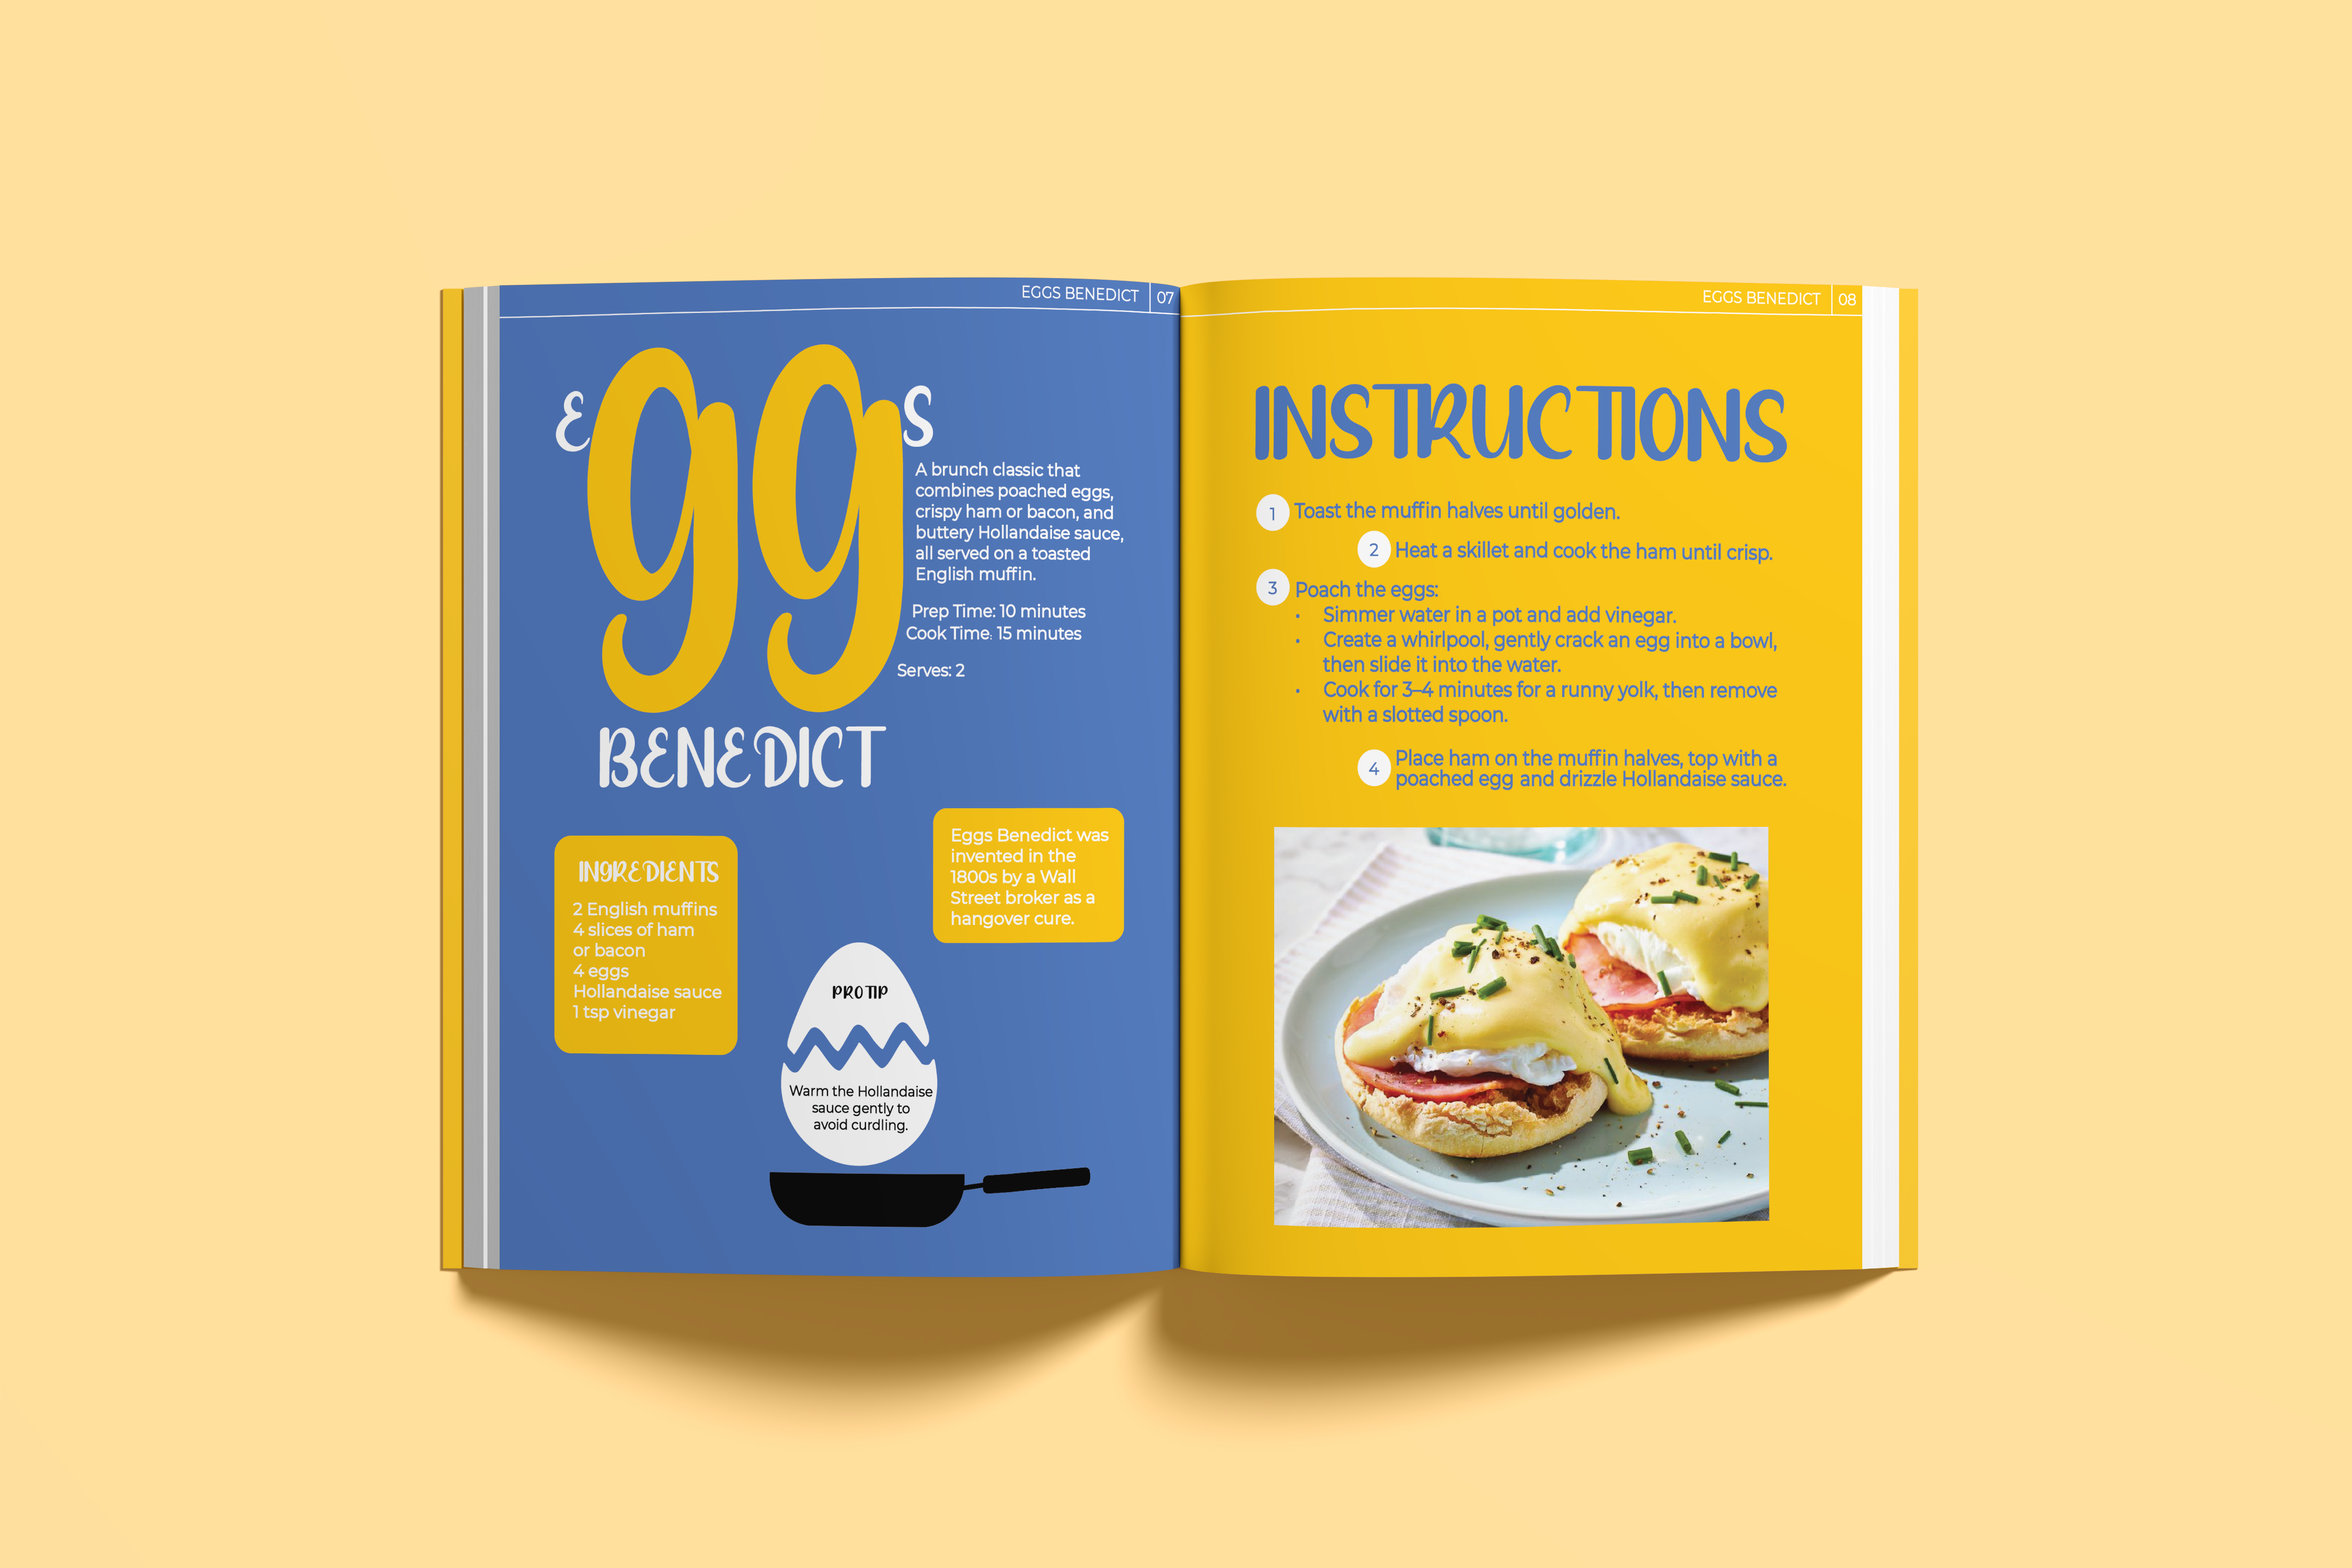 EGGS BENEDICT 07
EggS
BENEDICT
A brunch classic that
combines poached eggs,
crispy ham or bacon, and
buttery Hollandaise sauce,
all served on a toasted
English muffin.
Prep Time: 10 minutes
Cook Time: 15 minutes
Serves: 2
INGREDIENTS
2 English muffins
4 slices of ham
or bacon
4 eggs
Hollandaise sauce
1 tsp vinegar
Eggs Benedict was
invented in the
1800s by a Wall
Street broker as a
hangover cure.
PRO TIP
Warm the Hollandaise
sauce gently to
avoid curdling.
EGGS BENEDICT 08
INSTRUCTIONS
1 Toast the muffin halves until golden.
2 Heat a skillet and cook the ham until crisp.
3 Poach the eggs:
• Simmer water in a pot and add vinegar.
• Create a whirlpool, gently crack an egg into a bowl,
then slide it into the water.
• Cook for 3–4 minutes for a runny yolk, then remove
with a slotted spoon.
4 Place ham on the muffin halves, top with a
poached egg and drizzle Hollandaise sauce.